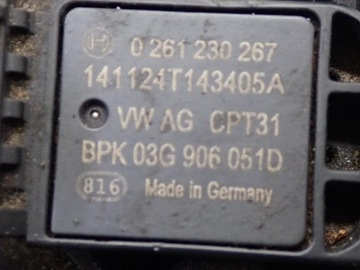 0 261 230 267
141124T143405A
VW AG CPT31
BPK 03G 906 051D
816 Made in Germany